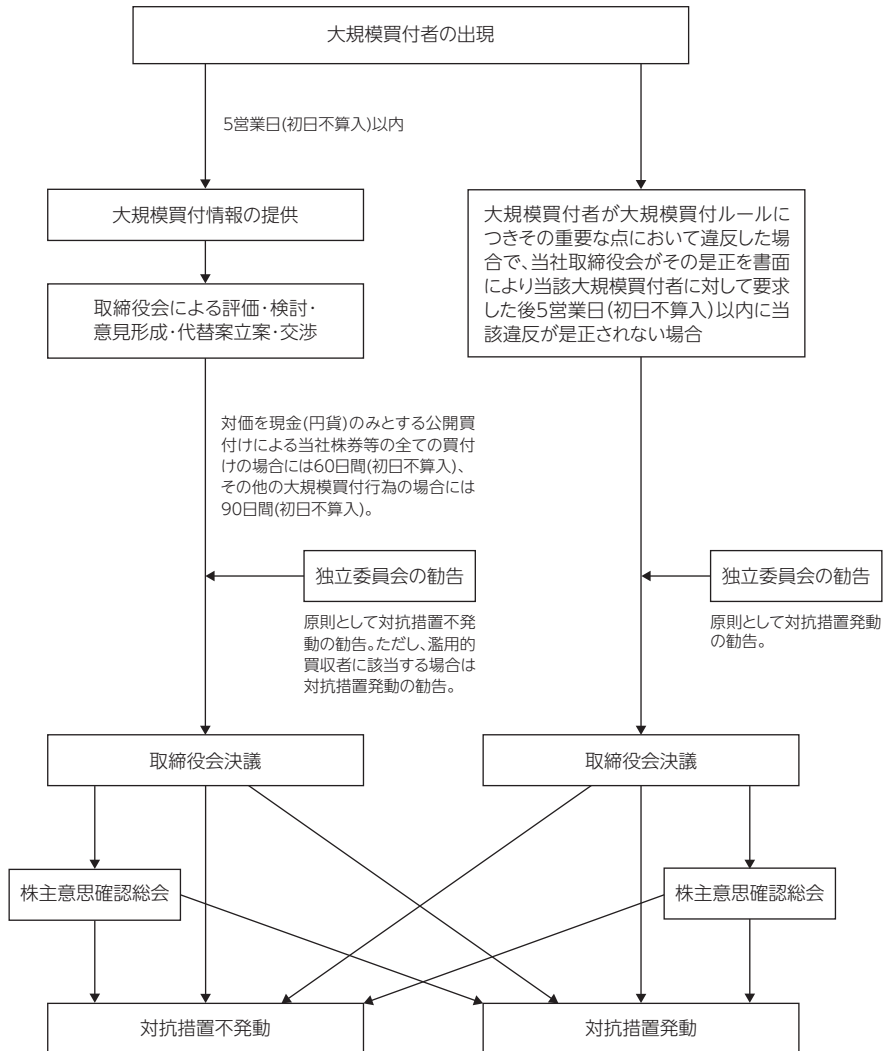 大規模買付者の出現
5営業日(初日不算入)以内
大規模買付情報の提供
取締役会による評価・検討・
意見形成・代替案立案・交渉
対価を現金(円貨)のみとする公開買
付けによる当社株券等の全ての買付
けの場合には60日間(初日不算入)、
その他の大規模買付行為の場合には
90日間(初日不算入)。
独立委員会の勧告
原則として対抗措置不発
動の勧告。ただし、濫用的
買収者に該当する場合は
対抗措置発動の勧告。
取締役会決議
株主意思確認総会
対抗措置不発動
大規模買付者が大規模買付ルールに
つきその重要な点において違反した場
合で、当社取締役会がその是正を書面
により当該大規模買付者に対して要求
した後5営業日(初日不算入)以内に当
該違反が是正されない場合
独立委員会の勧告
原則として対抗措置発動
の勧告。
取締役会決議
株主意思確認総会
対抗措置発動